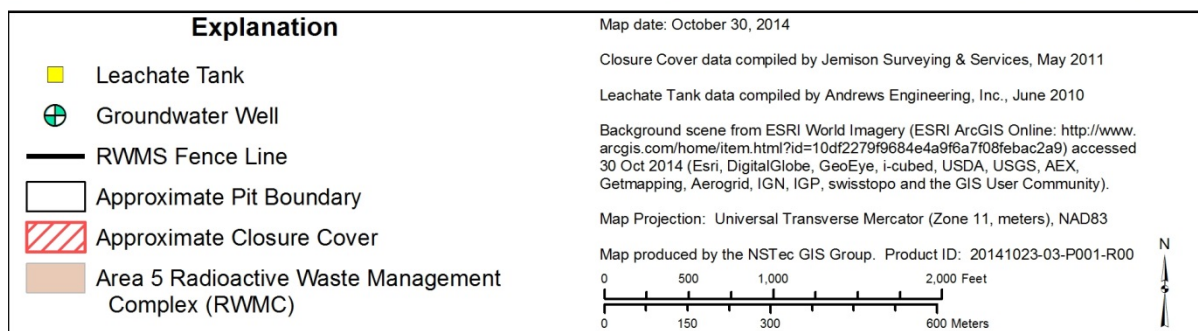 Explanation
Leachate Tank
Groundwater Well
RWMS Fence Line
Approximate Pit Boundary
Approximate Closure Cover
Area 5 Radioactive Waste Management
Complex (RWMC)
Map date: October 30, 2014
Closure Cover data compiled by Jemison Surveying & Services, May 2011
Leachate Tank data compiled by Andrews Engineering, Inc., June 2010
Background scene from ESRI World Imagery (ESRI ArcGIS Online: http://www.
arcgis.com/home/item.html?id=10df2279f9684e4a9f6a7f08febac2a9) accessed
30 Oct 2014 (Esri, DigitalGlobe, GeoEye, i-cubed, USDA, USGS, AEX,
Getmapping, Aerogrid, IGN, IGP, swisstopo and the GIS User Community).
Map Projection: Universal Transverse Mercator (Zone 11, meters), NAD83
Map produced by the NSTec GIS Group. Product ID: 20141023-03-P001-R00
N
0 500 1,000 2,000 Feet
0 150 300 600 Meters